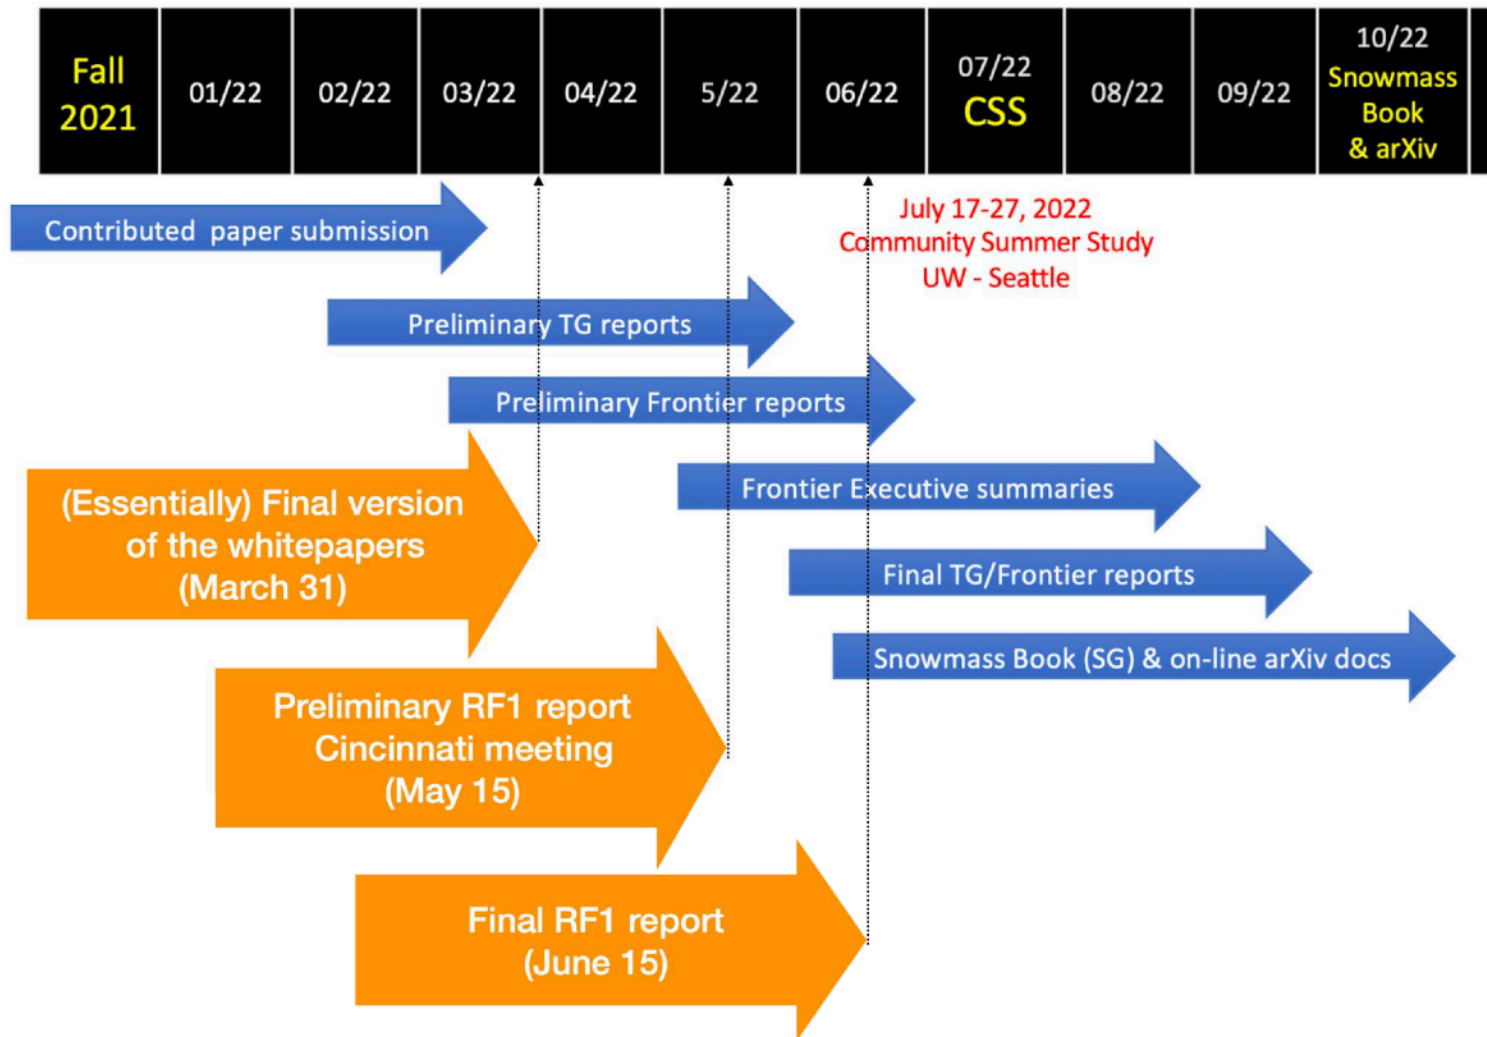 Fall
2021
01/22
02/22
03/22
04/22
5/22
06/22
07/22
CSS
08/22
09/22
10/22
Snowmass
Book
& arXiv
July 17-27, 2022
Community Summer Study
UW - Seattle
Contributed paper submission
Preliminary TG reports
Preliminary Frontier reports
Frontier Executive summaries
Final TG/Frontier reports
Snowmass Book (SG) & on-line arXiv docs
(Essentially) Final version
of the whitepapers
(March 31)
Preliminary RF1 report
Cincinnati meeting
(May 15)
Final RF1 report
(June 15)